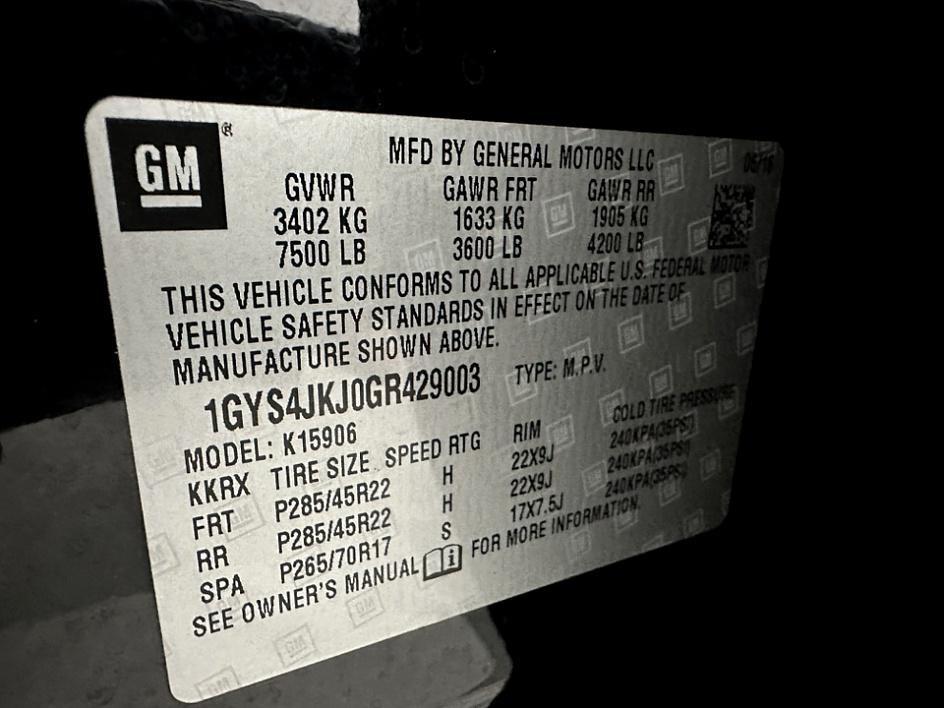 GM®
MFD BY GENERAL MOTORS LLC 06/16
GVWR GAWR FRT GAWR RR
3402 KG 1633 KG 1905 KG
7500 LB 3600 LB 4200 LB
THIS VEHICLE CONFORMS TO ALL APPLICABLE U.S. FEDERAL MOTOR
VEHICLE SAFETY STANDARDS IN EFFECT ON THE DATE OF
MANUFACTURE SHOWN ABOVE.
1GYS4JKJ0GR429003 TYPE: M.P.V.
MODEL: K15906
KKRX TIRE SIZE SPEED RTG RIM COLD TIRE PRESSURE
FRT P285/45R22 H 22X9J 240KPA(35PSI)
RR P285/45R22 H 22X9J 240KPA(35PSI)
SPA P265/70R17 S 17X7.5J 240KPA(35PSI)
SEE OWNER'S MANUAL FOR MORE INFORMATION.